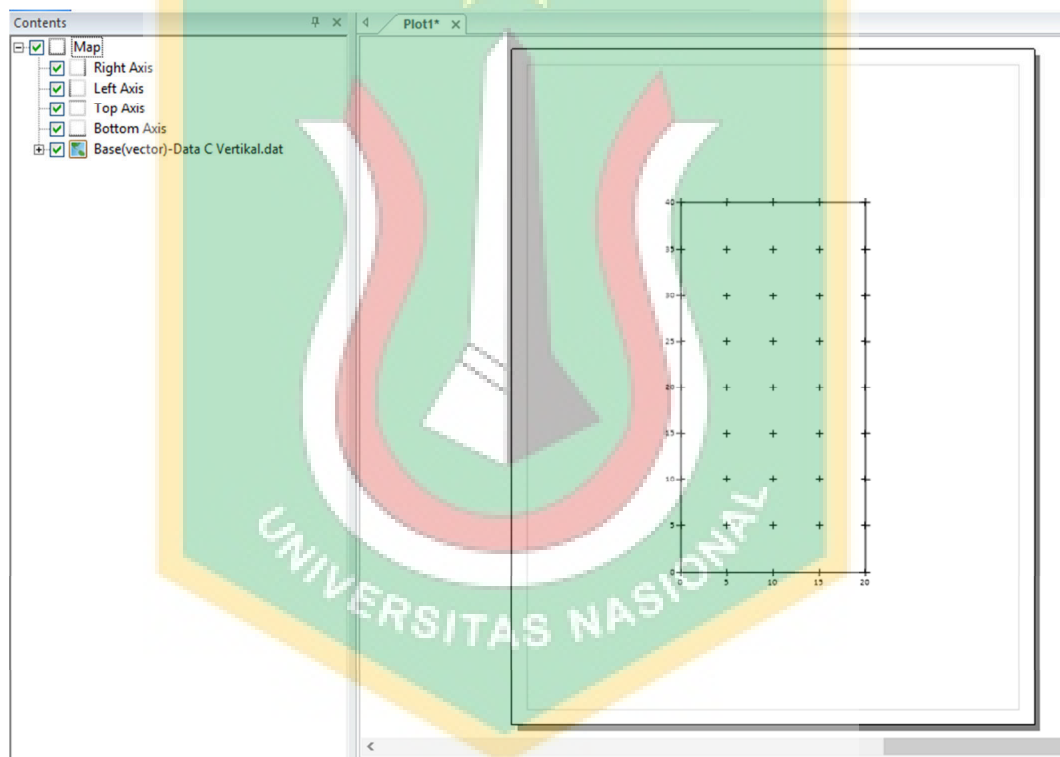 Contents
Plot1*
Map
Right Axis
Left Axis
Top Axis
Bottom Axis
Base(vector)-Data C Vertikal.dat
40
35
30
25
20
15
10
5
0
0 5 10 15 20
UNIVERSITAS NASIONAL